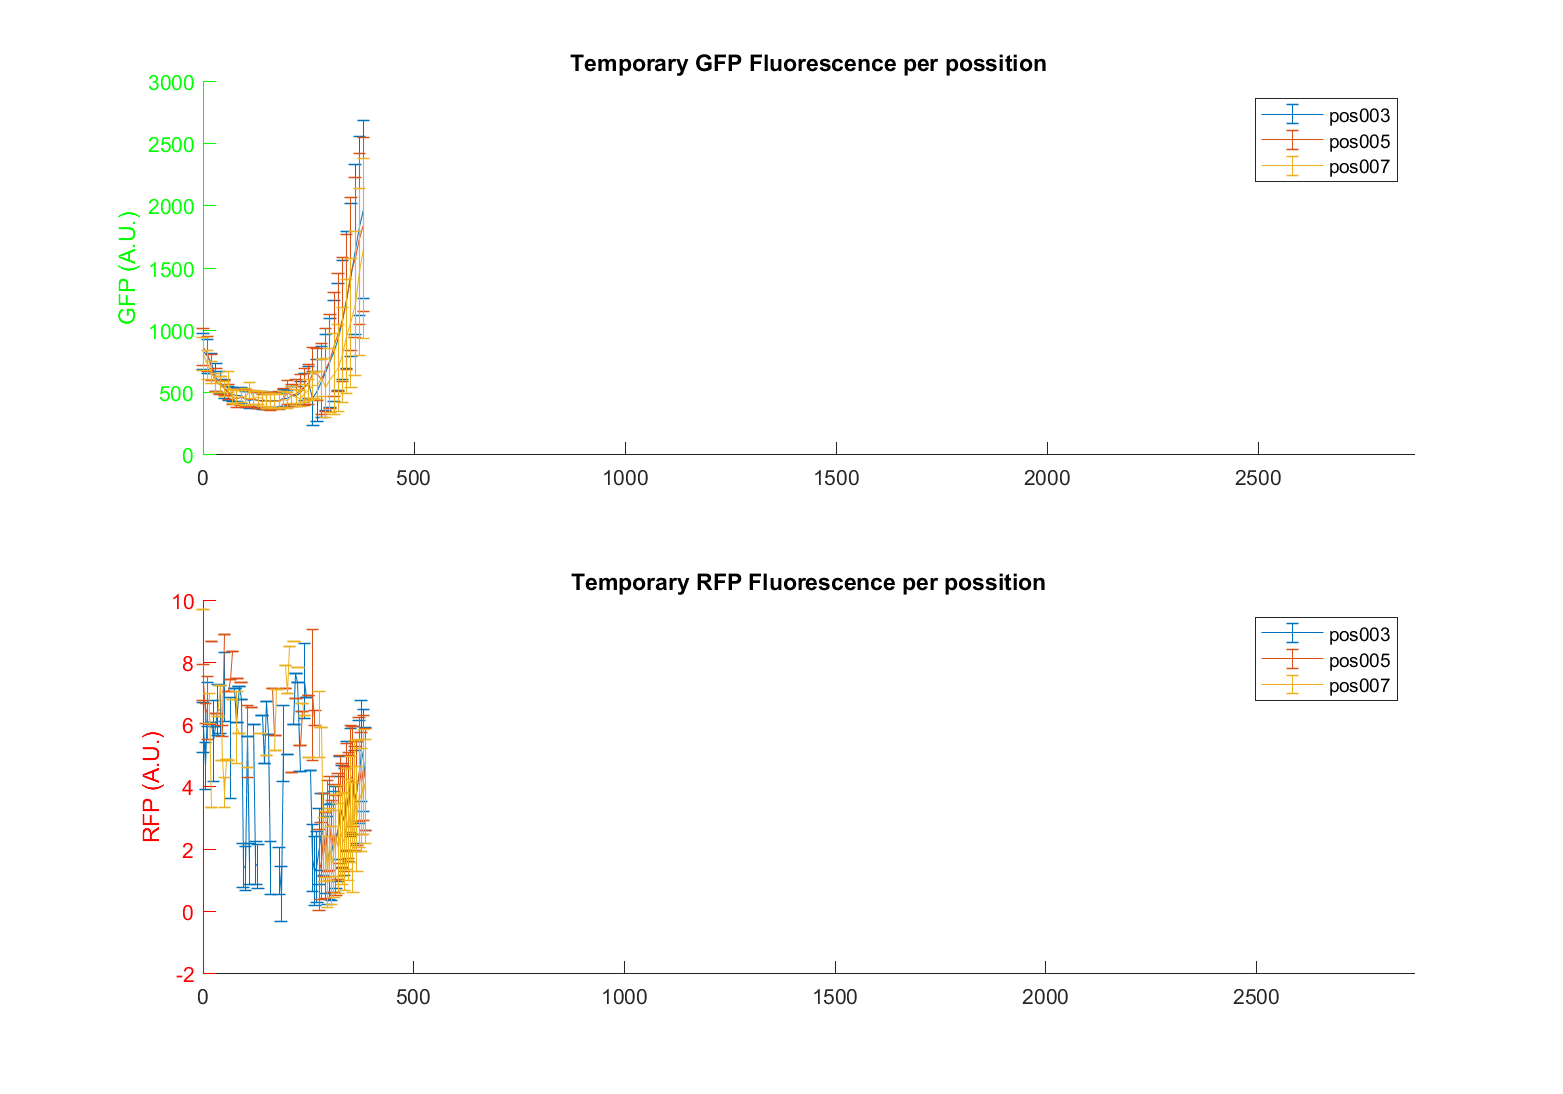 Temporary GFP Fluorescence per possition
3000
2500
2000
1500
1000
500
0
GFP (A.U.)
pos003
pos005
pos007
0 500 1000 1500 2000 2500
Temporary RFP Fluorescence per possition
10
8
6
4
2
0
-2
RFP (A.U.)
pos003
pos005
pos007
0 500 1000 1500 2000 2500